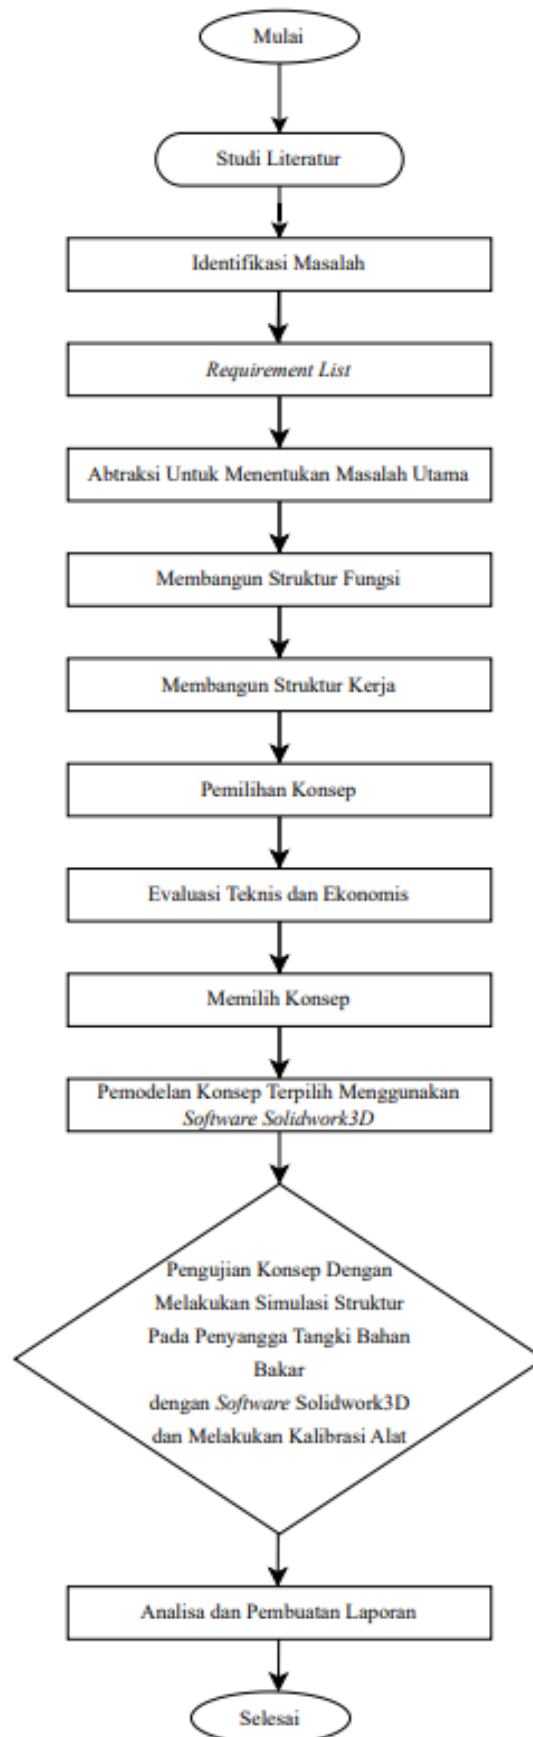 Mulai
Studi Literatur
Identifikasi Masalah
Requirement List
Abtraksi Untuk Menentukan Masalah Utama
Membangun Struktur Fungsi
Membangun Struktur Kerja
Pemilihan Konsep
Evaluasi Teknis dan Ekonomis
Memilih Konsep
Pemodelan Konsep Terpilih Menggunakan
Software Solidwork3D
Pengujian Konsep Dengan
Melakukan Simulasi Struktur
Pada Penyangga Tangki Bahan
Bakar
dengan Software Solidwork3D
dan Melakukan Kalibrasi Alat
Analisa dan Pembuatan Laporan
Selesai